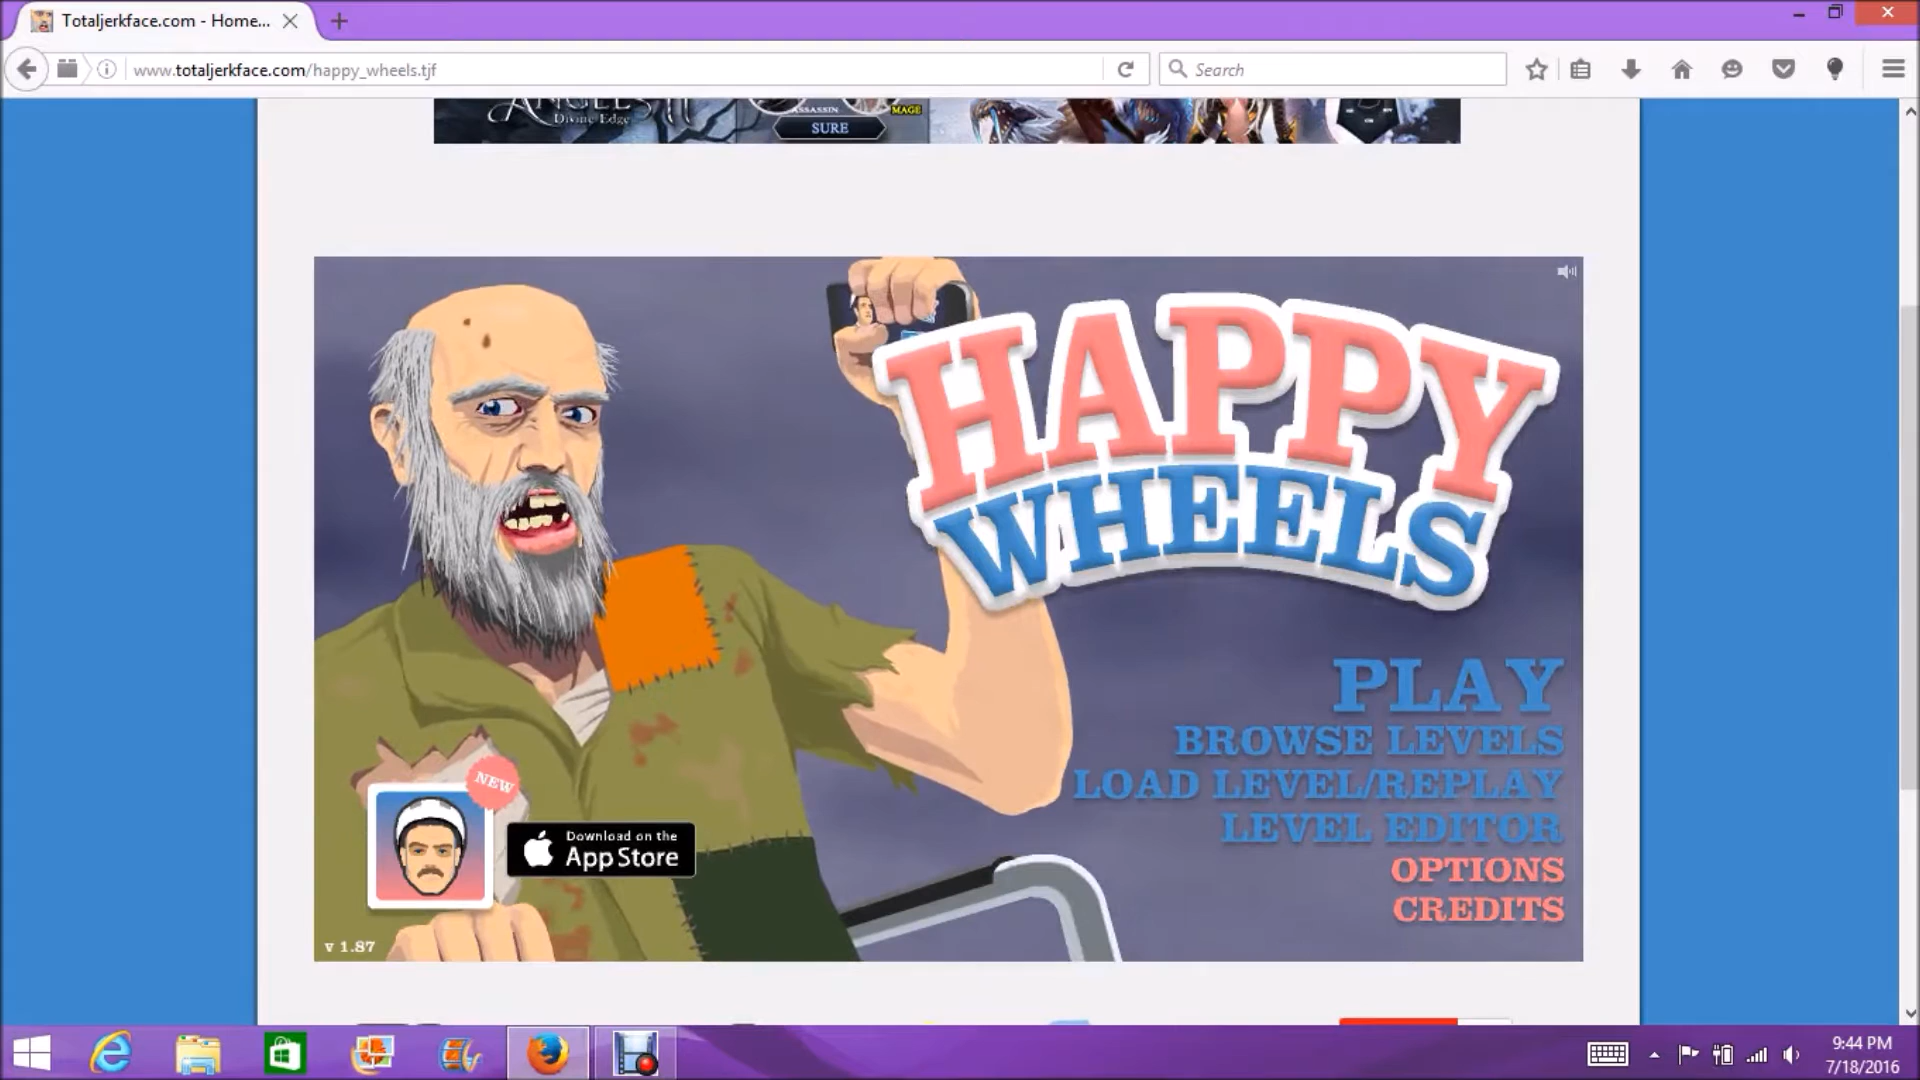 Totaljerkface.com - Home...
www.totaljerkface.com/happy_wheels.tjf
Search
Divine Edge
ASSASSIN
MAGE
SURE
HAPPY
WHEELS
PLAY
BROWSE LEVELS
LOAD LEVEL/REPLAY
LEVEL EDITOR
OPTIONS
CREDITS
NEW
Download on the
App Store
v 1.87
9:44 PM
7/18/2016